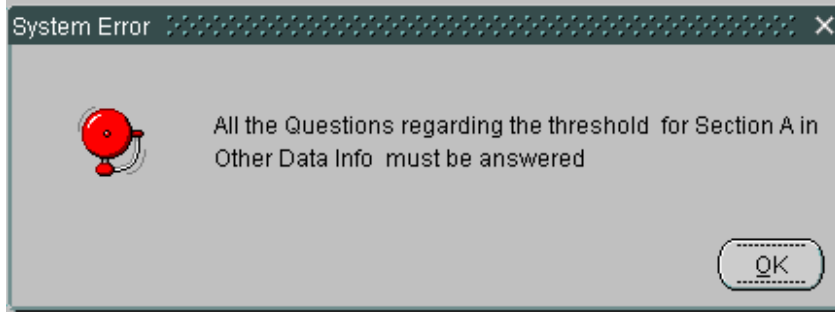 System Error
All the Questions regarding the threshold for Section A in
Other Data Info must be answered
OK